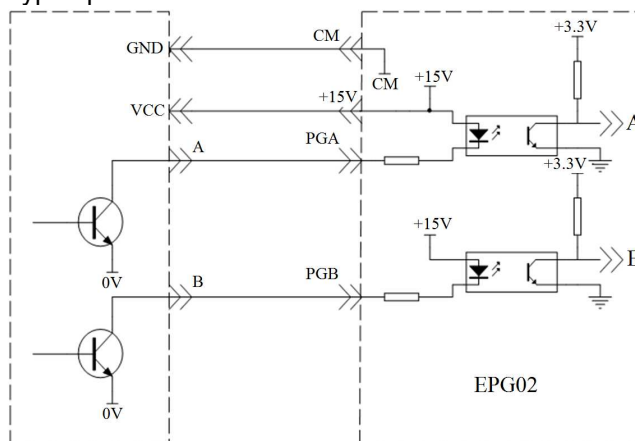 GND
CM
+3.3V
CM
+15V
VCC
+15V
A
PGA
A
+3.3V
0V
+15V
B
PGB
0V
EPG02